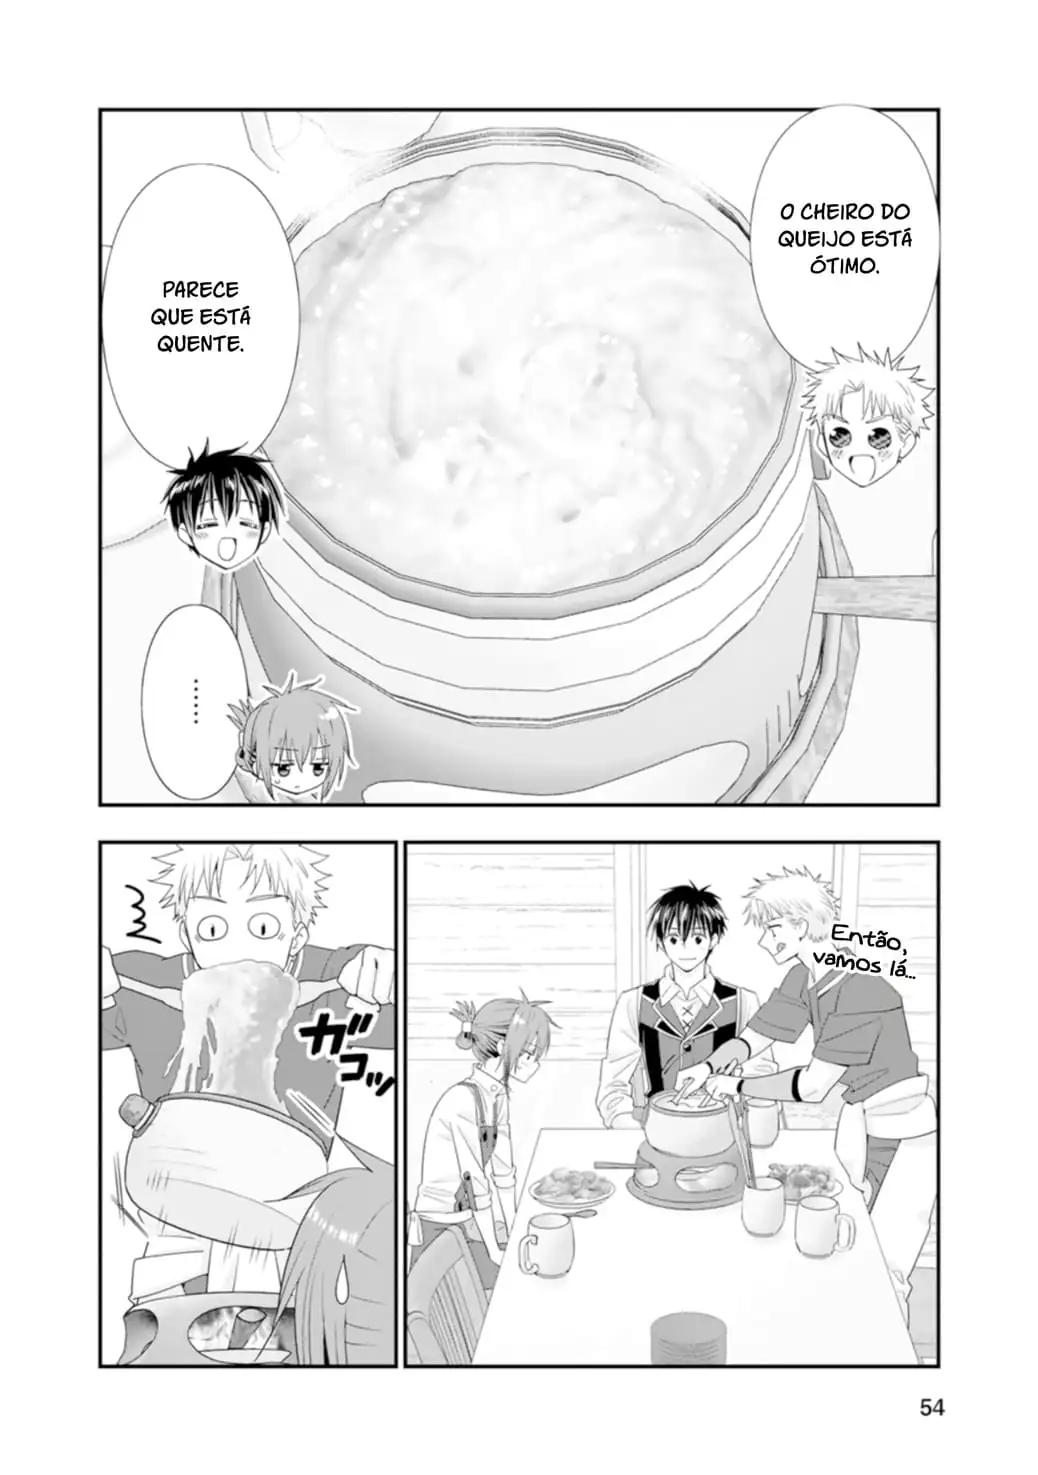 O CHEIRO DO
QUEIJO ESTÁ
ÓTIMO.
PARECE
QUE ESTÁ
QUENTE.
........
Então,
vamos lá...
ガコッ
54